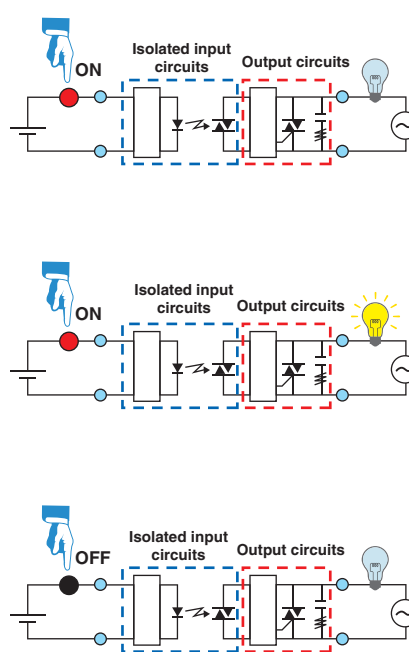 Isolated input
circuits
Output circuits
ON
Isolated input
circuits
Output circuits
ON
Isolated input
circuits
Output circuits
OFF